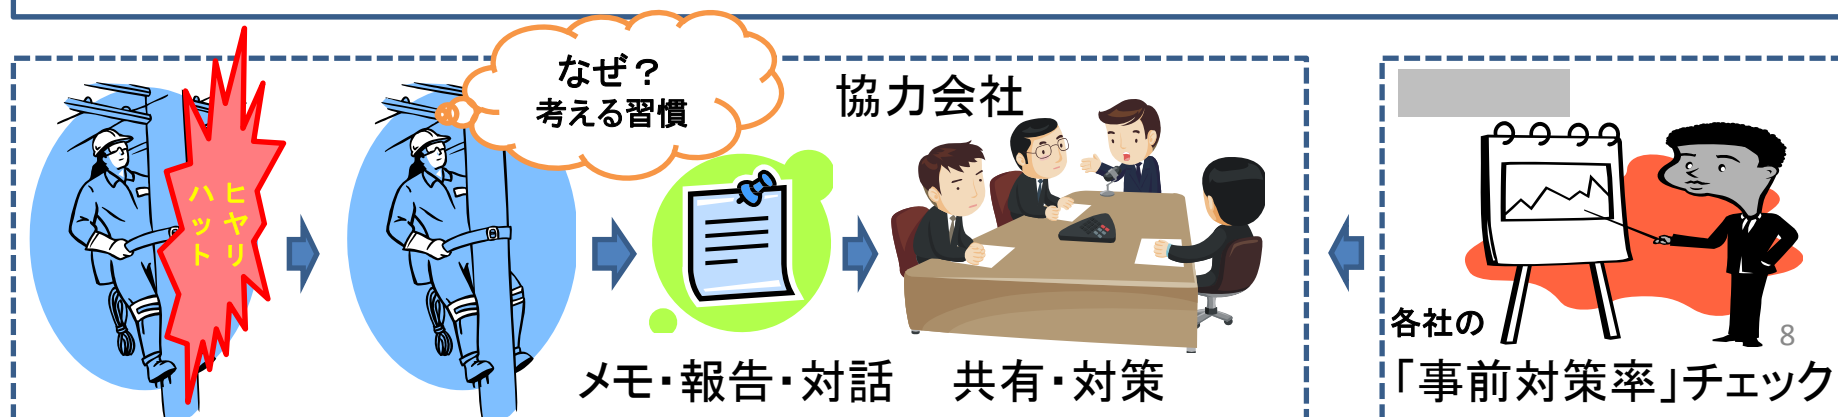 ヒヤリ
ハット
なぜ？
考える習慣
メモ・報告・対話
協力会社
共有・対策
各社の
「事前対策率」チェック
8